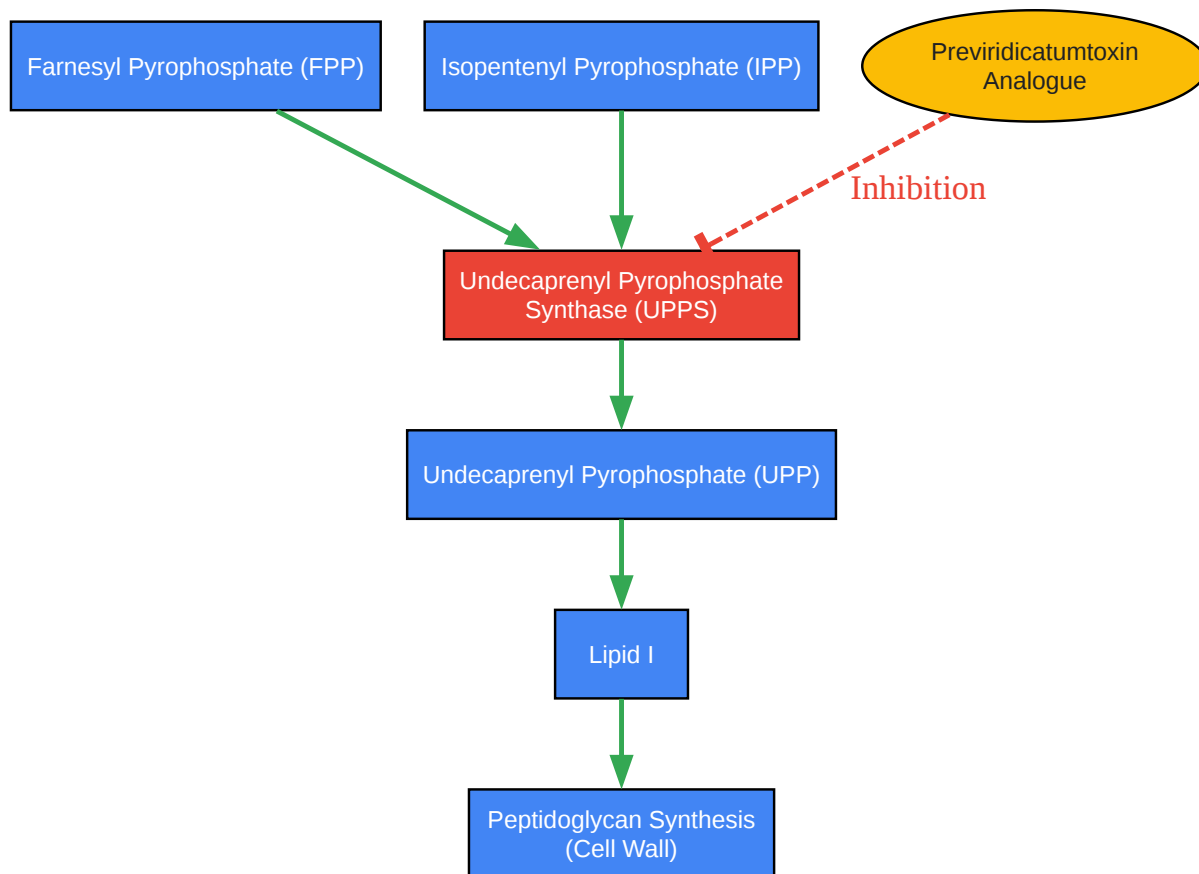 Farnesyl Pyrophosphate (FPP)
Isopentenyl Pyrophosphate (IPP)
Previridicatumtoxin
Analogue
Inhibition
Undecaprenyl Pyrophosphate
Synthase (UPPS)
Undecaprenyl Pyrophosphate (UPP)
Lipid I
Peptidoglycan Synthesis
(Cell Wall)